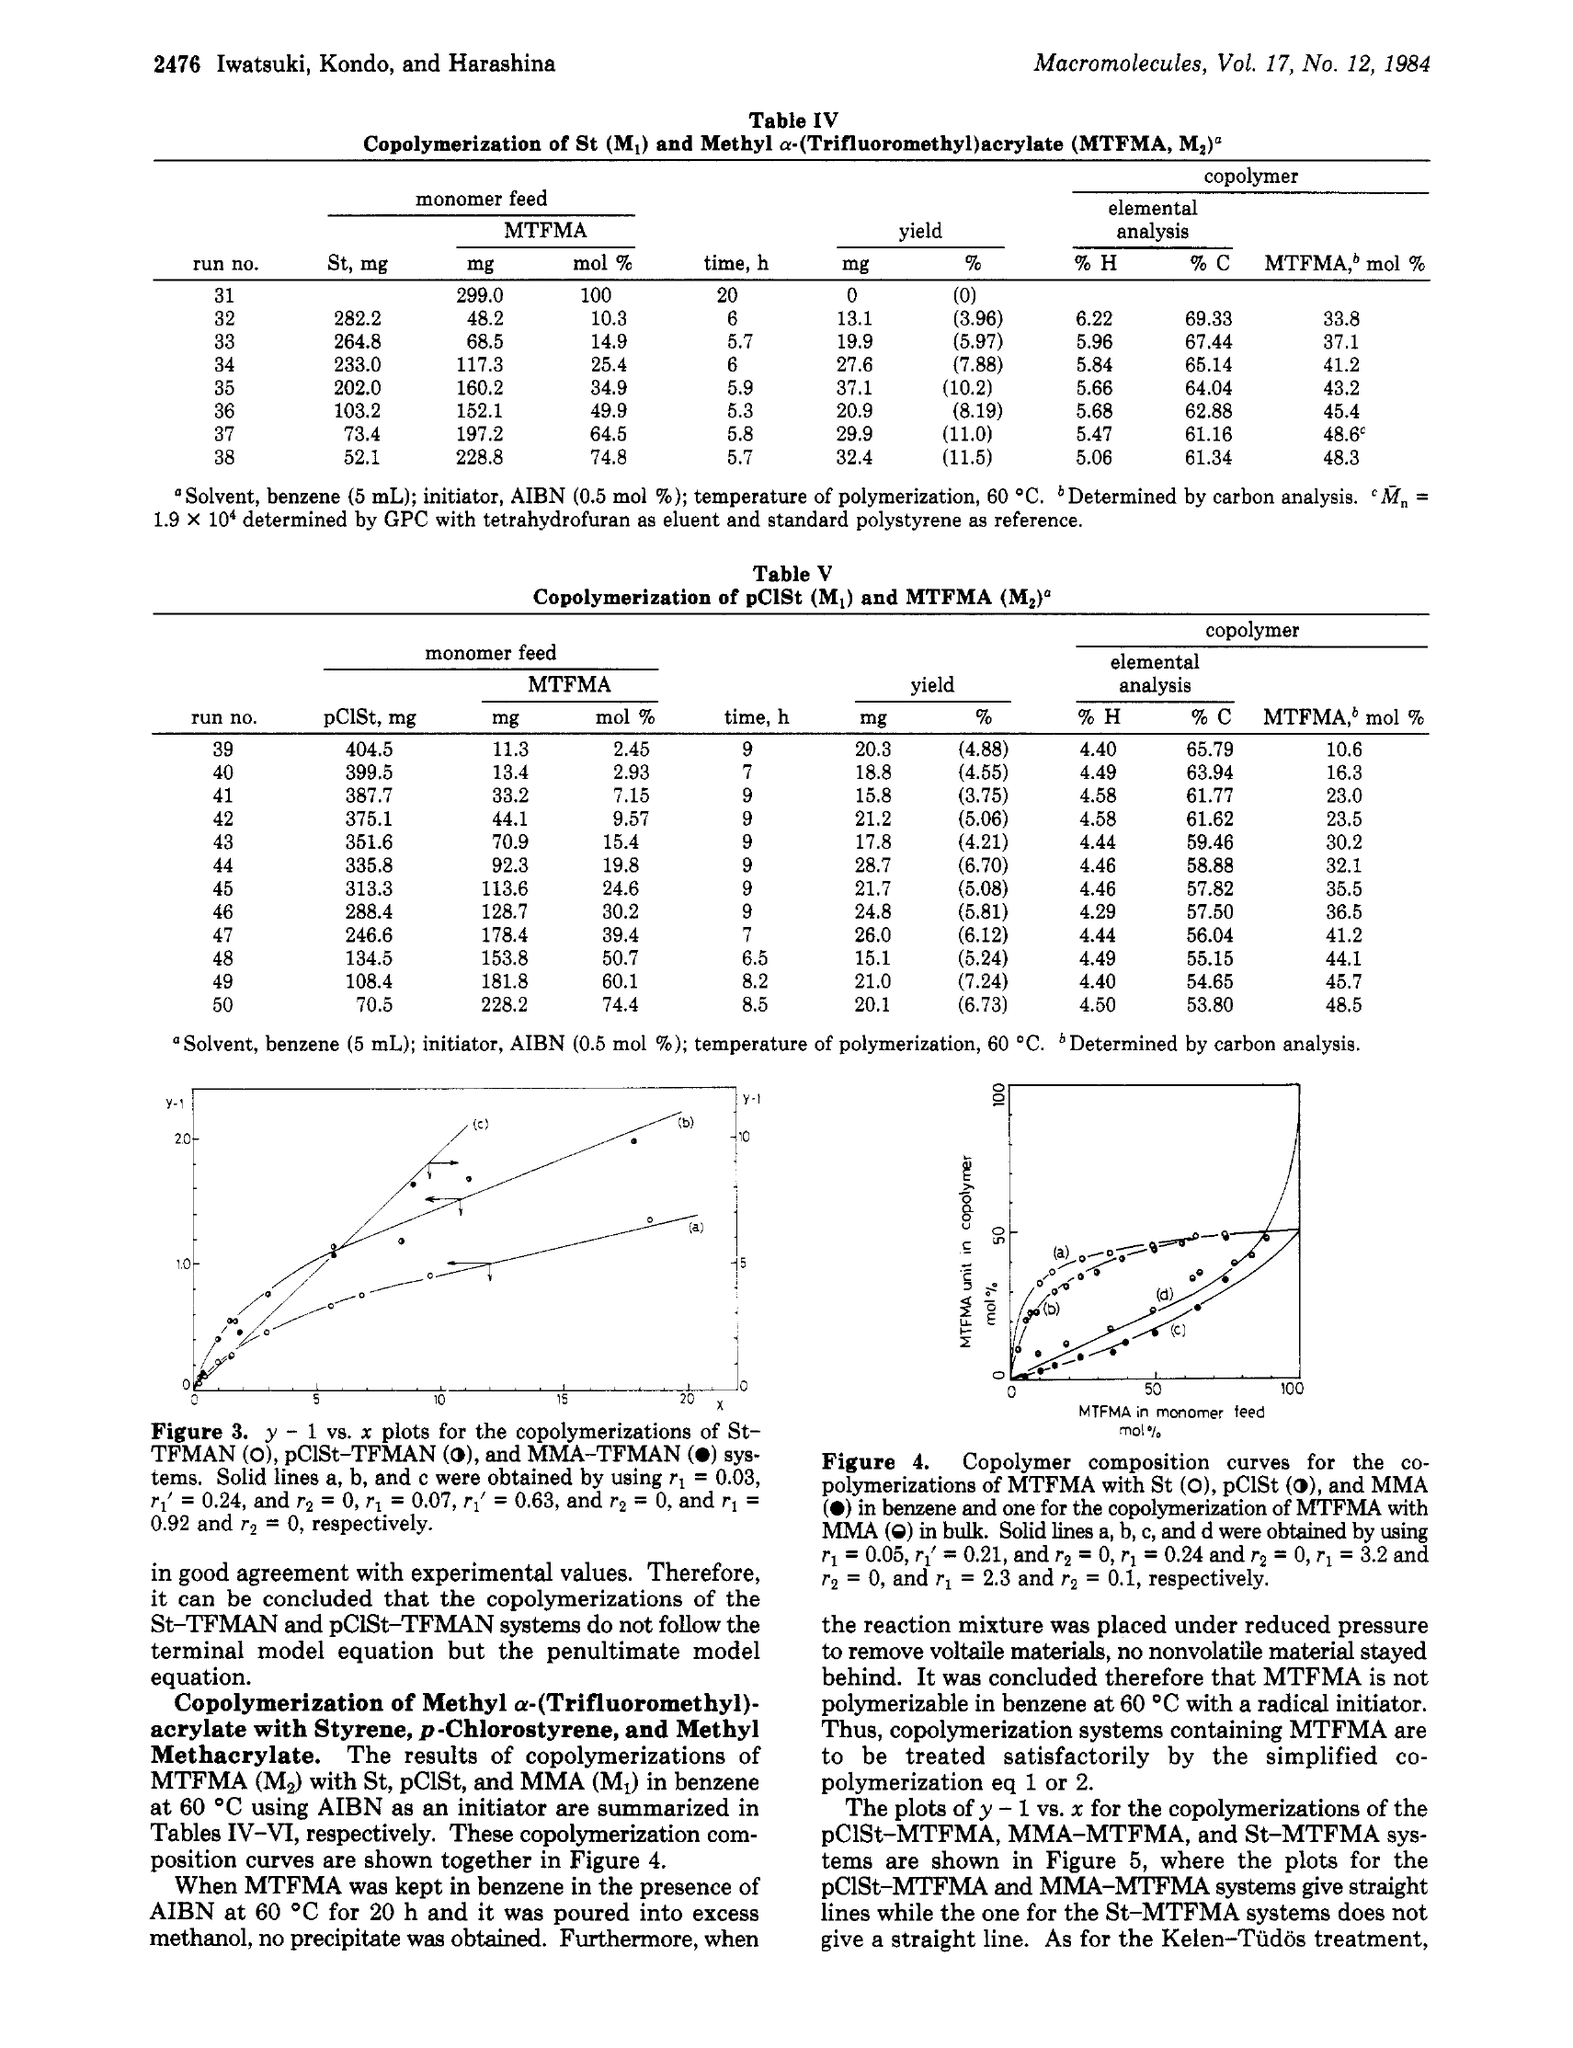 2476 Iwatsuki, Kondo, and Harashina Macromolecules, Vol. 17, No. 12, 1984
Table IV
Copolymerization of St (M₁) and Methyl α-(Trifluoromethyl)acrylate (MTFMA, M₂)ᵃ
copolymer
monomer feed
elemental
MTFMA yield analysis
run no. St, mg mg mol % time, h mg % % H % C MTFMA,ᵇ mol %
31 299.0 100 20 0 (0)
32 282.2 48.2 10.3 6 13.1 (3.96) 6.22 69.33 33.8
33 264.8 68.5 14.9 5.7 19.9 (5.97) 5.96 67.44 37.1
34 233.0 117.3 25.4 6 27.6 (7.88) 5.84 65.14 41.2
35 202.0 160.2 34.9 5.9 37.1 (10.2) 5.66 64.04 43.2
36 103.2 152.1 49.9 5.3 20.9 (8.19) 5.68 62.88 45.4
37 73.4 197.2 64.5 5.8 29.9 (11.0) 5.47 61.16 48.6ᶜ
38 52.1 228.8 74.8 5.7 32.4 (11.5) 5.06 61.34 48.3
ᵃ Solvent, benzene (5 mL); initiator, AIBN (0.5 mol %); temperature of polymerization, 60 °C. ᵇ Determined by carbon analysis. ᶜ M̄ₙ =
1.9 × 10⁴ determined by GPC with tetrahydrofuran as eluent and standard polystyrene as reference.
Table V
Copolymerization of pClSt (M₁) and MTFMA (M₂)ᵃ
copolymer
monomer feed
elemental
MTFMA yield analysis
run no. pClSt, mg mg mol % time, h mg % % H % C MTFMA,ᵇ mol %
39 404.5 11.3 2.45 9 20.3 (4.88) 4.40 65.79 10.6
40 399.5 13.4 2.93 7 18.8 (4.55) 4.49 63.94 16.3
41 387.7 33.2 7.15 9 15.8 (3.75) 4.58 61.77 23.0
42 375.1 44.1 9.57 9 21.2 (5.06) 4.58 61.62 23.5
43 351.6 70.9 15.4 9 17.8 (4.21) 4.44 59.46 30.2
44 335.8 92.3 19.8 9 28.7 (6.70) 4.46 58.88 32.1
45 313.3 113.6 24.6 9 21.7 (5.08) 4.46 57.82 35.5
46 288.4 128.7 30.2 9 24.8 (5.81) 4.29 57.50 36.5
47 246.6 178.4 39.4 7 26.0 (6.12) 4.44 56.04 41.2
48 134.5 153.8 50.7 6.5 15.1 (5.24) 4.49 55.15 44.1
49 108.4 181.8 60.1 8.2 21.0 (7.24) 4.40 54.65 45.7
50 70.5 228.2 74.4 8.5 20.1 (6.73) 4.50 53.80 48.5
ᵃ Solvent, benzene (5 mL); initiator, AIBN (0.5 mol %); temperature of polymerization, 60 °C. ᵇ Determined by carbon analysis.
y-1 y-1
(c) (b)
2.0 10
(a)
1.0 5
0 0
0 5 10 15 20 x
Figure 3. y − 1 vs. x plots for the copolymerizations of St–
TFMAN (○), pClSt–TFMAN (◑), and MMA–TFMAN (●) sys-
tems. Solid lines a, b, and c were obtained by using r₁ = 0.03,
r₁′ = 0.24, and r₂ = 0, r₁ = 0.07, r₁′ = 0.63, and r₂ = 0, and r₁ =
0.92 and r₂ = 0, respectively.
in good agreement with experimental values. Therefore,
it can be concluded that the copolymerizations of the
St–TFMAN and pClSt–TFMAN systems do not follow the
terminal model equation but the penultimate model
equation.
Copolymerization of Methyl α-(Trifluoromethyl)-
acrylate with Styrene, p-Chlorostyrene, and Methyl
Methacrylate. The results of copolymerizations of
MTFMA (M₂) with St, pClSt, and MMA (M₁) in benzene
at 60 °C using AIBN as an initiator are summarized in
Tables IV–VI, respectively. These copolymerization com-
position curves are shown together in Figure 4.
When MTFMA was kept in benzene in the presence of
AIBN at 60 °C for 20 h and it was poured into excess
methanol, no precipitate was obtained. Furthermore, when
100
50
0
MTFMA unit in copolymer
mol%
(a)
(b)
(d)
(c)
0 50 100
MTFMA in monomer feed
mol%
Figure 4. Copolymer composition curves for the co-
polymerizations of MTFMA with St (○), pClSt (◑), and MMA
(●) in benzene and one for the copolymerization of MTFMA with
MMA (◒) in bulk. Solid lines a, b, c, and d were obtained by using
r₁ = 0.05, r₁′ = 0.21, and r₂ = 0, r₁ = 0.24 and r₂ = 0, r₁ = 3.2 and
r₂ = 0, and r₁ = 2.3 and r₂ = 0.1, respectively.
the reaction mixture was placed under reduced pressure
to remove voltaile materials, no nonvolatile material stayed
behind. It was concluded therefore that MTFMA is not
polymerizable in benzene at 60 °C with a radical initiator.
Thus, copolymerization systems containing MTFMA are
to be treated satisfactorily by the simplified co-
polymerization eq 1 or 2.
The plots of y − 1 vs. x for the copolymerizations of the
pClSt–MTFMA, MMA–MTFMA, and St–MTFMA sys-
tems are shown in Figure 5, where the plots for the
pClSt–MTFMA and MMA–MTFMA systems give straight
lines while the one for the St–MTFMA systems does not
give a straight line. As for the Kelen–Tüdös treatment,